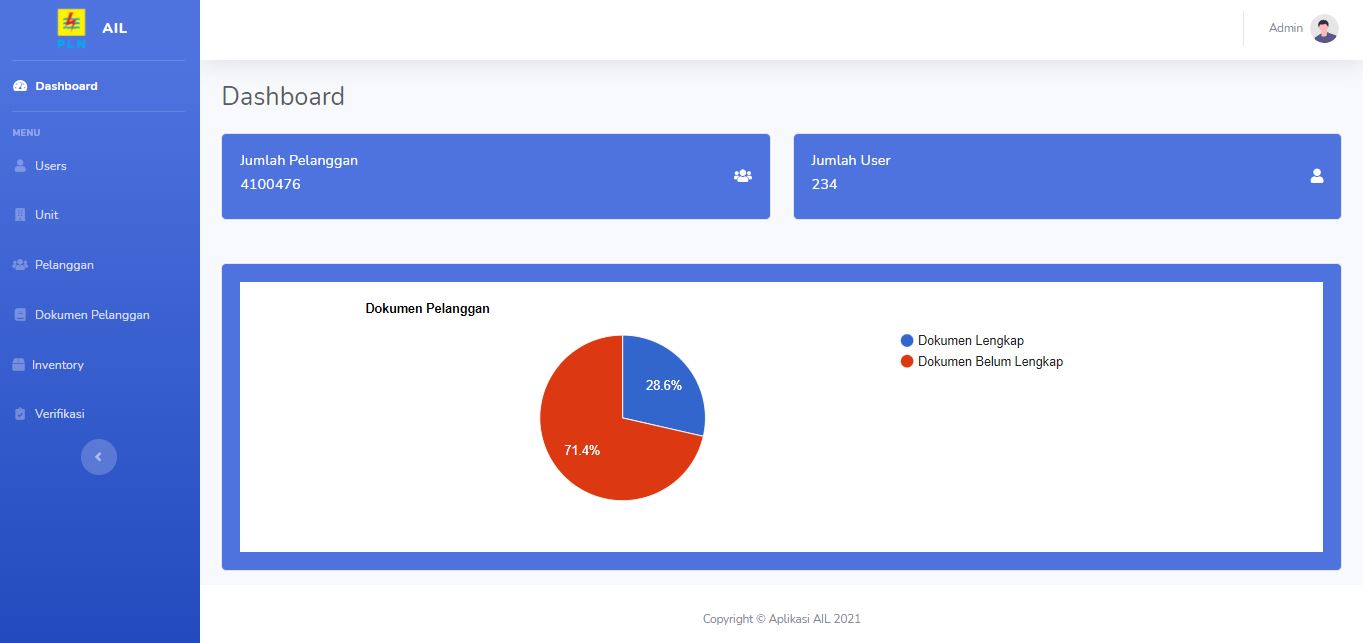 PLN
AIL
Admin
Dashboard
MENU
Users
Unit
Pelanggan
Dokumen Pelanggan
Inventory
Verifikasi
Dashboard
Jumlah Pelanggan
4100476
Jumlah User
234
Dokumen Pelanggan
Dokumen Lengkap
Dokumen Belum Lengkap
28.6%
71.4%
Copyright © Aplikasi AIL 2021